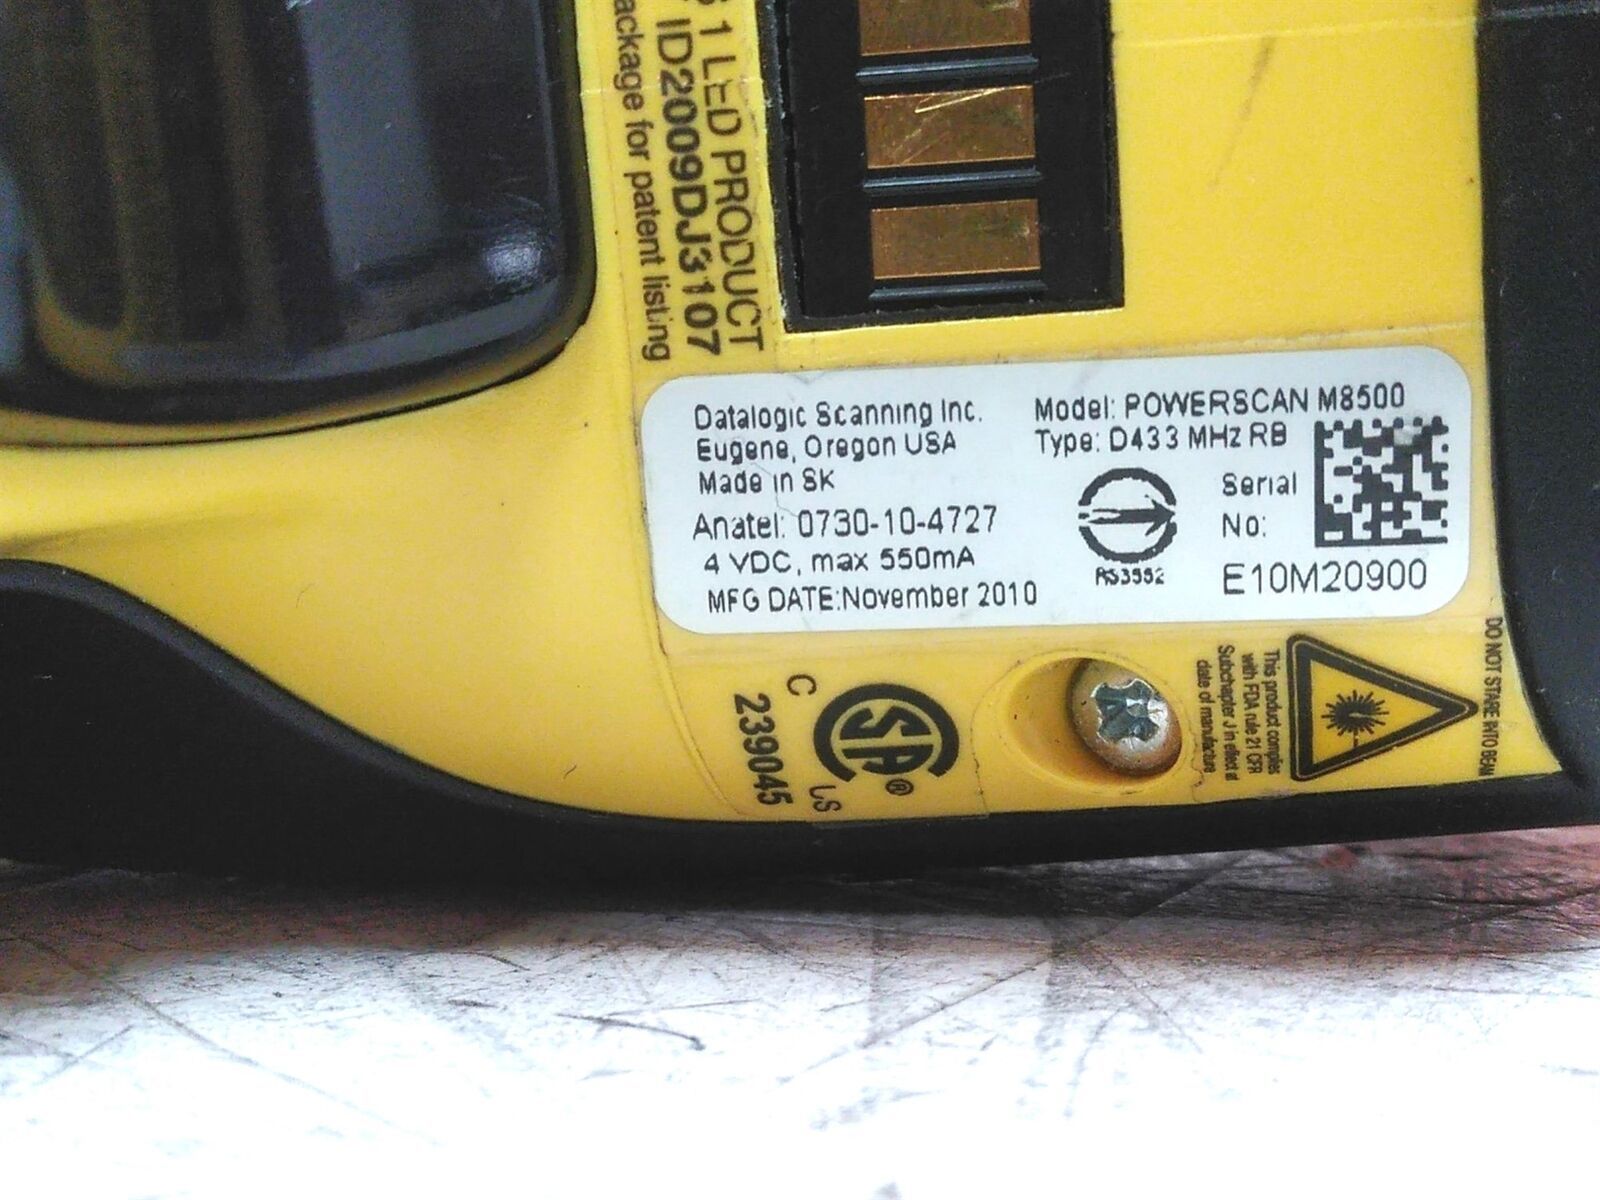 1 LED PRODUCT
ID2009DJ3107
package for patent listing
Datalogic Scanning Inc.
Eugene, Oregon USA
Made in SK
Anatel: 0730-10-4727
4 VDC, max 550mA
MFG DATE:November 2010
Model: POWERSCAN M8500
Type: D433 MHz RB
Serial
No:
E10M20900
RS3552
C
SA®
LS
239045
This product complies
with FDA rule 21 CFR
Subchapter J in effect at
date of manufacture
DO NOT STARE INTO BEAM